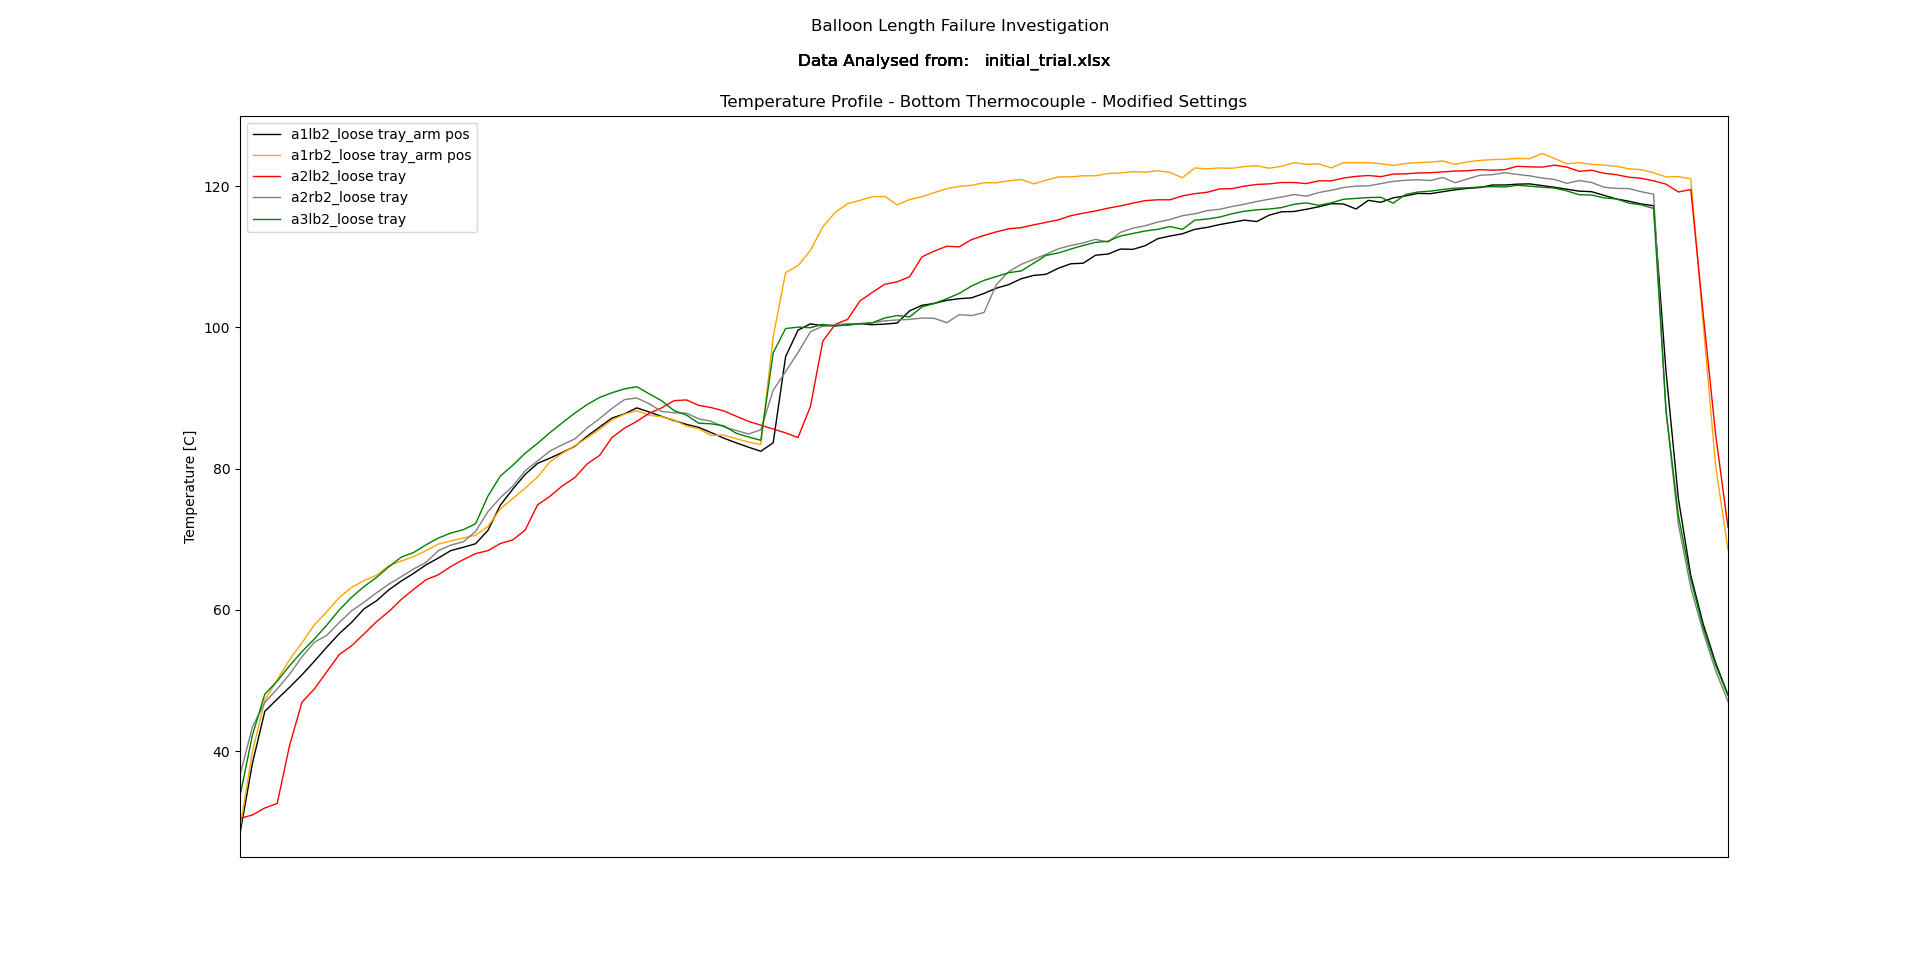 Balloon Length Failure Investigation
Data Analysed from:   initial_trial.xlsx
Temperature Profile - Bottom Thermocouple - Modified Settings
a1lb2_loose tray_arm pos
a1rb2_loose tray_arm pos
a2lb2_loose tray
a2rb2_loose tray
a3lb2_loose tray
120
100
80
60
40
Temperature [C]